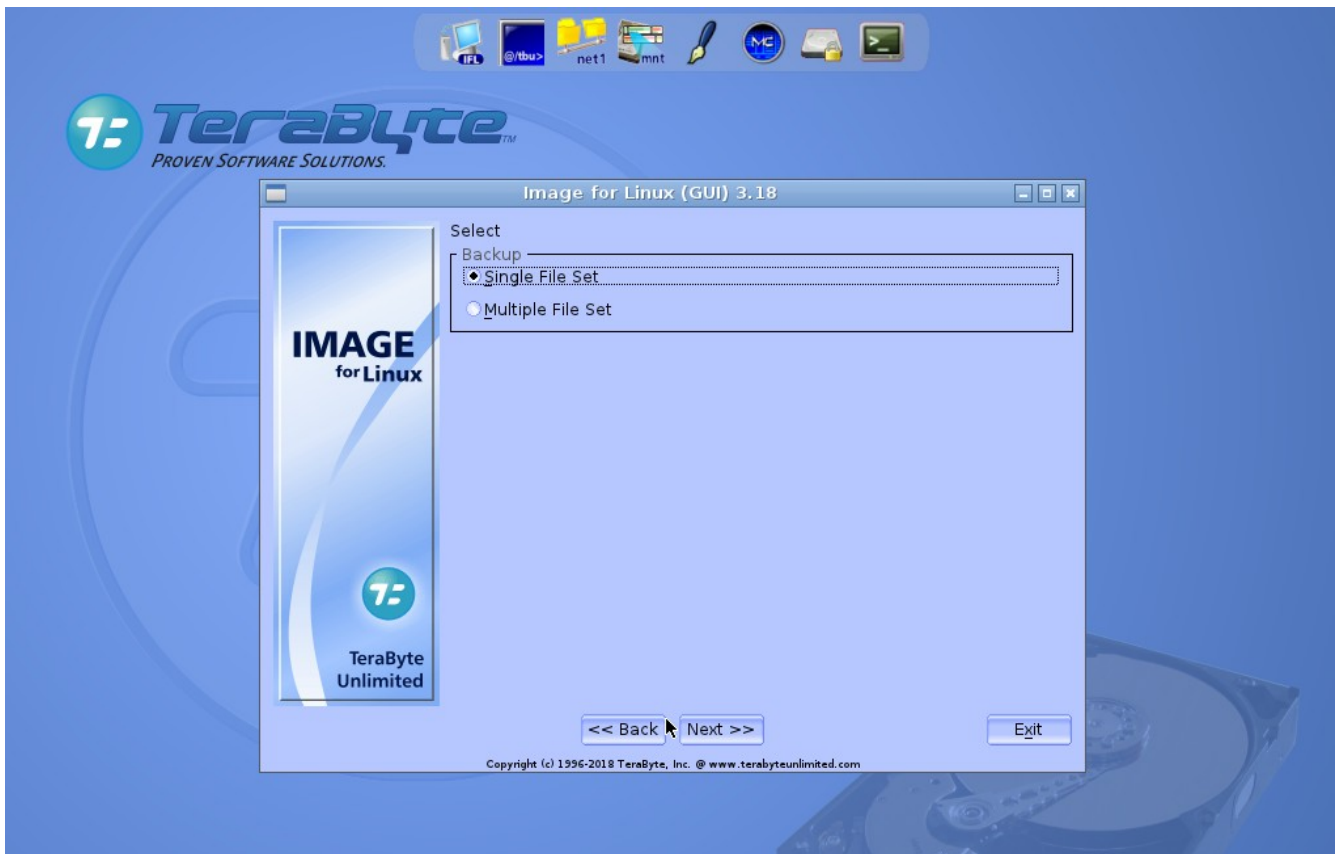 IFL
@/tbu>
net1
mnt
MC
>_
TeraByte TM
PROVEN SOFTWARE SOLUTIONS.
Image for Linux (GUI) 3.18
Select
Backup
Single File Set
Multiple File Set
IMAGE
for Linux
TeraByte
Unlimited
<< Back
Next >>
Exit
Copyright (c) 1996-2018 TeraByte, Inc. @ www.terabyteunlimited.com